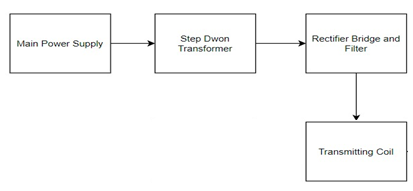 Main Power Supply
Step Dwon
Transformer
Rectifier Bridge and
Filter
Transmitting Coil